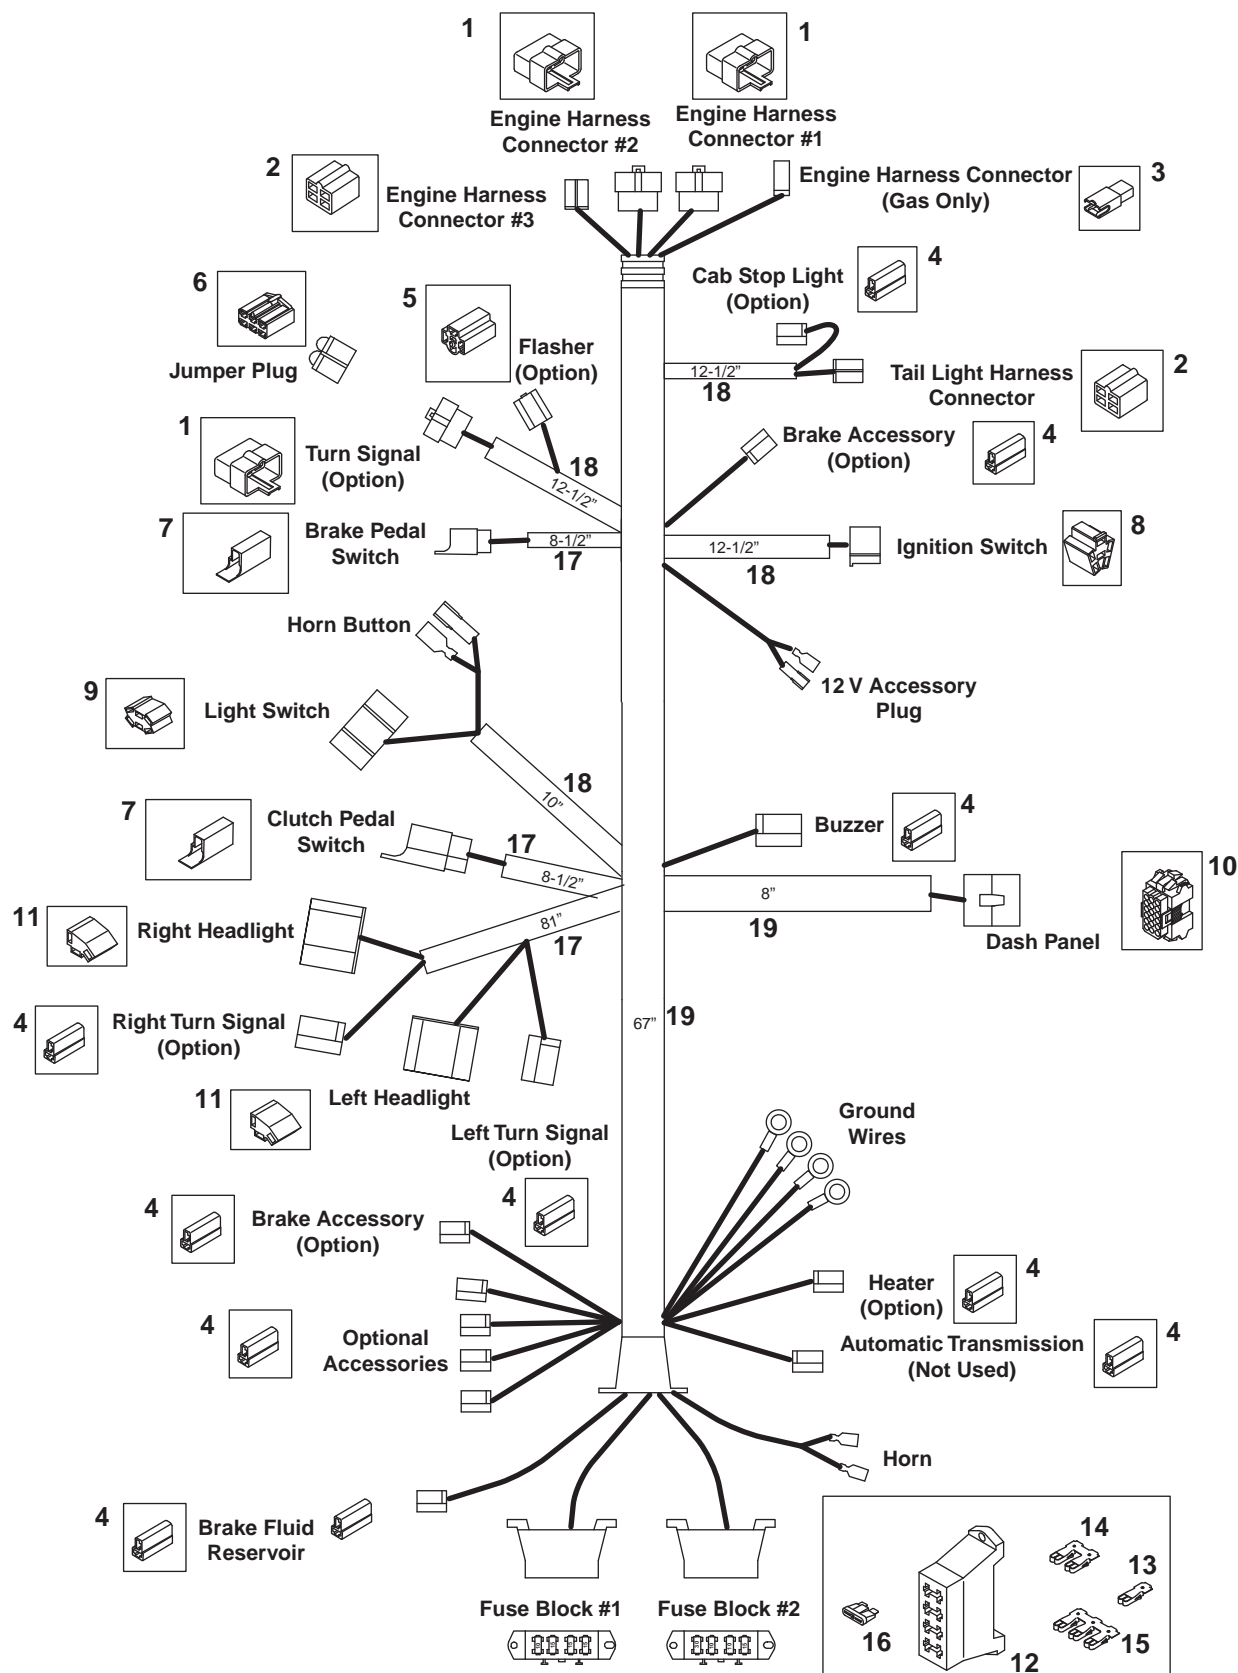 1
1
Engine Harness
Connector #2
Engine Harness
Connector #1
2
Engine Harness
Connector #3
Engine Harness Connector
(Gas Only)
3
Cab Stop Light
(Option)
4
6
Jumper Plug
5
Flasher
(Option)
12-1/2”
18
Tail Light Harness
Connector
2
1
Turn Signal
(Option)
18
12-1/2”
Brake Accessory
(Option)
4
7
Brake Pedal
Switch
8-1/2”
17
12-1/2”
18
Ignition Switch
8
Horn Button
12 V Accessory
Plug
9
Light Switch
18
10”
7
Clutch Pedal
Switch
17
8-1/2”
Buzzer
4
10
8”
19
Dash Panel
11
Right Headlight
81”
17
4
Right Turn Signal
(Option)
67”
19
11
Left Headlight
Left Turn Signal
(Option)
4
Ground
Wires
4
Brake Accessory
(Option)
Heater
(Option)
4
4
Optional
Accessories
Automatic Transmission
(Not Used)
4
Horn
4
Brake Fluid
Reservoir
Fuse Block #1
Fuse Block #2
14
13
16
15
12